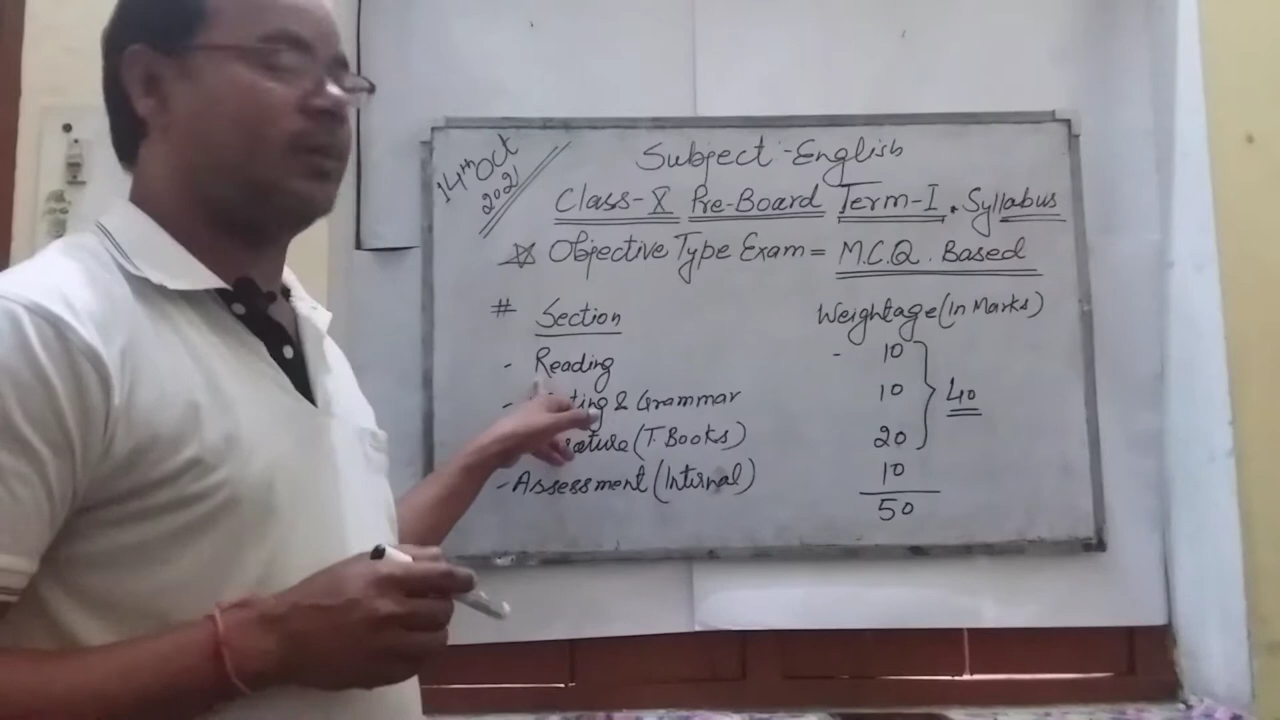 14th Oct
2021
Subject - English
Class-X Pre-Board Term-I. Syllabus
Objective Type Exam = M.C.Q. Based
# Section Weightage (In Marks)
- Reading - 10
- & Grammar 10
(T. Books) 20
40
- Assessment (Internal) 10
50